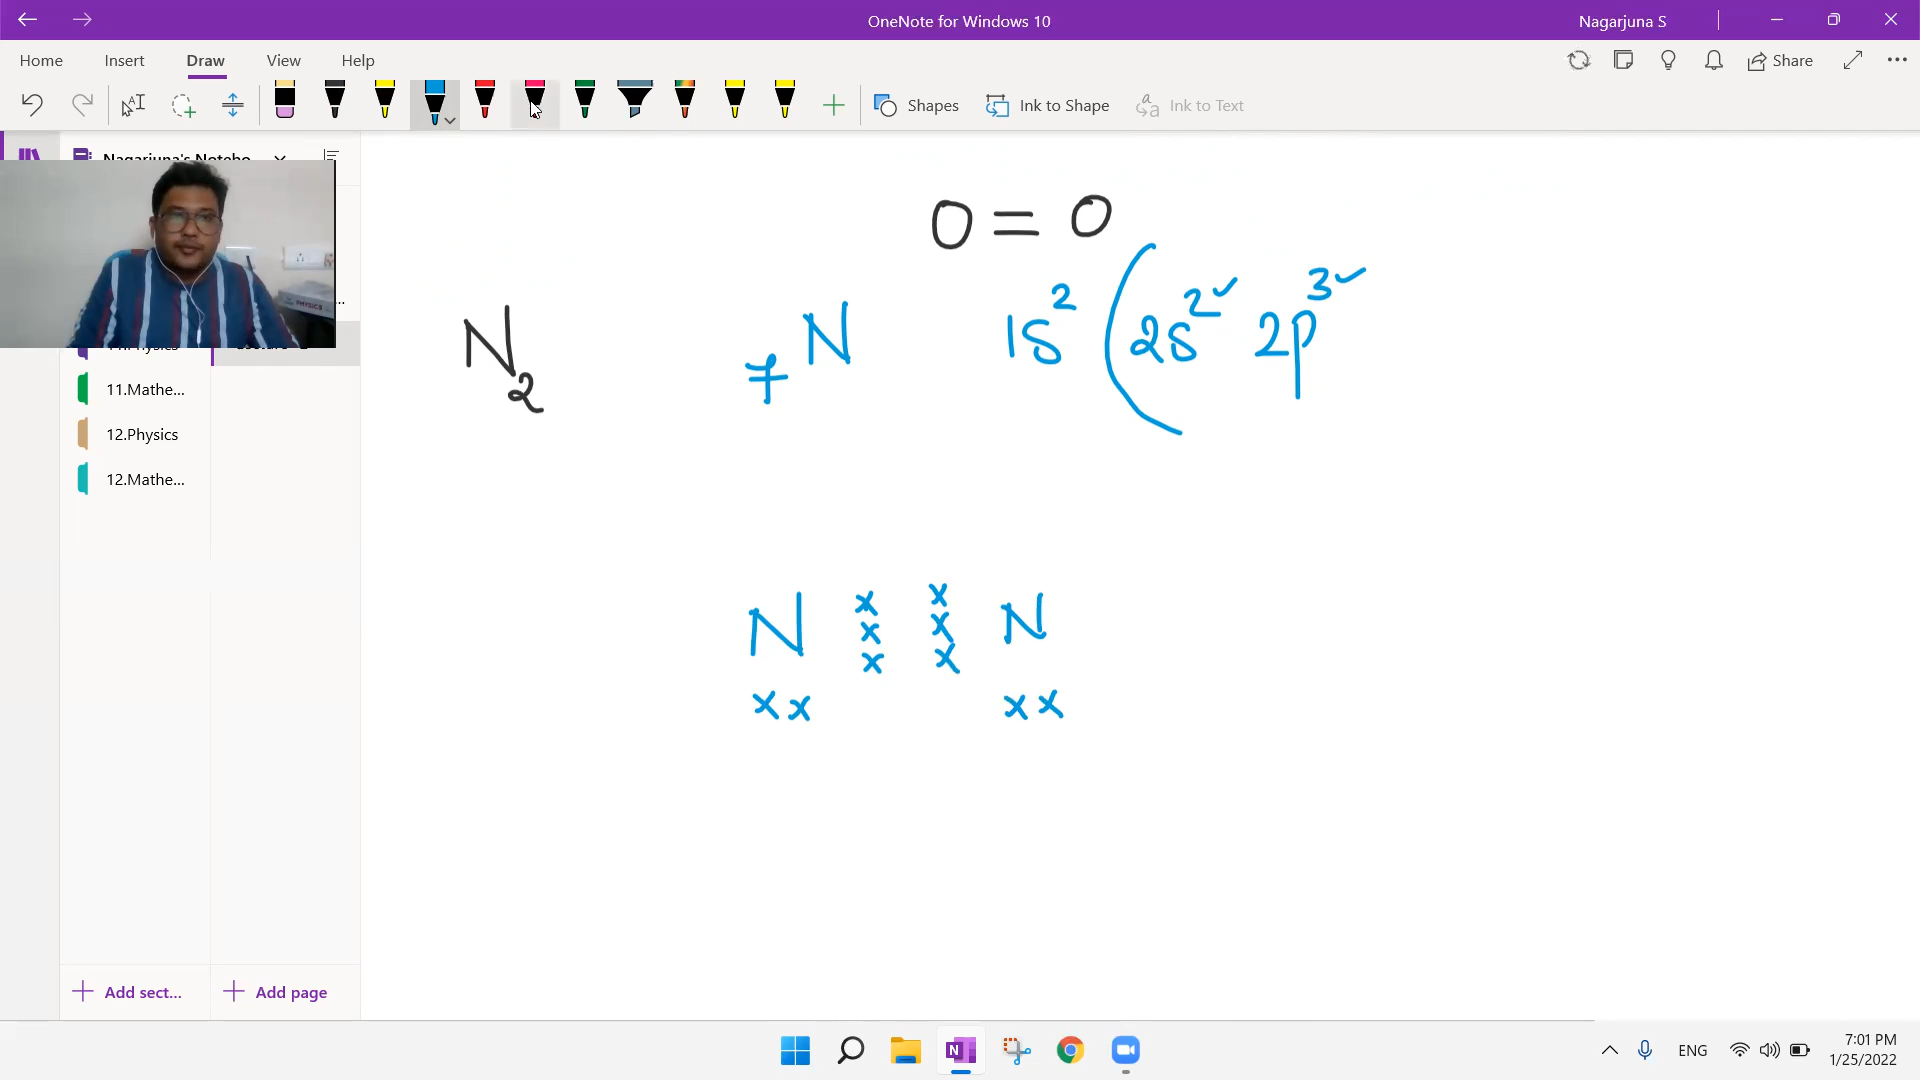 OneNote for Windows 10
Nagarjuna S
Home Insert Draw View Help
Share
Shapes Ink to Shape Ink to Text
Nagarjuna's Notebo
11.Mathe...
12.Physics
12.Mathe...
O = O
N₂ ₇N 1s² (2s²✓ 2p³✓
N x x N
x x
x x
xx xx
+ Add sect... + Add page
ENG
7:01 PM
1/25/2022